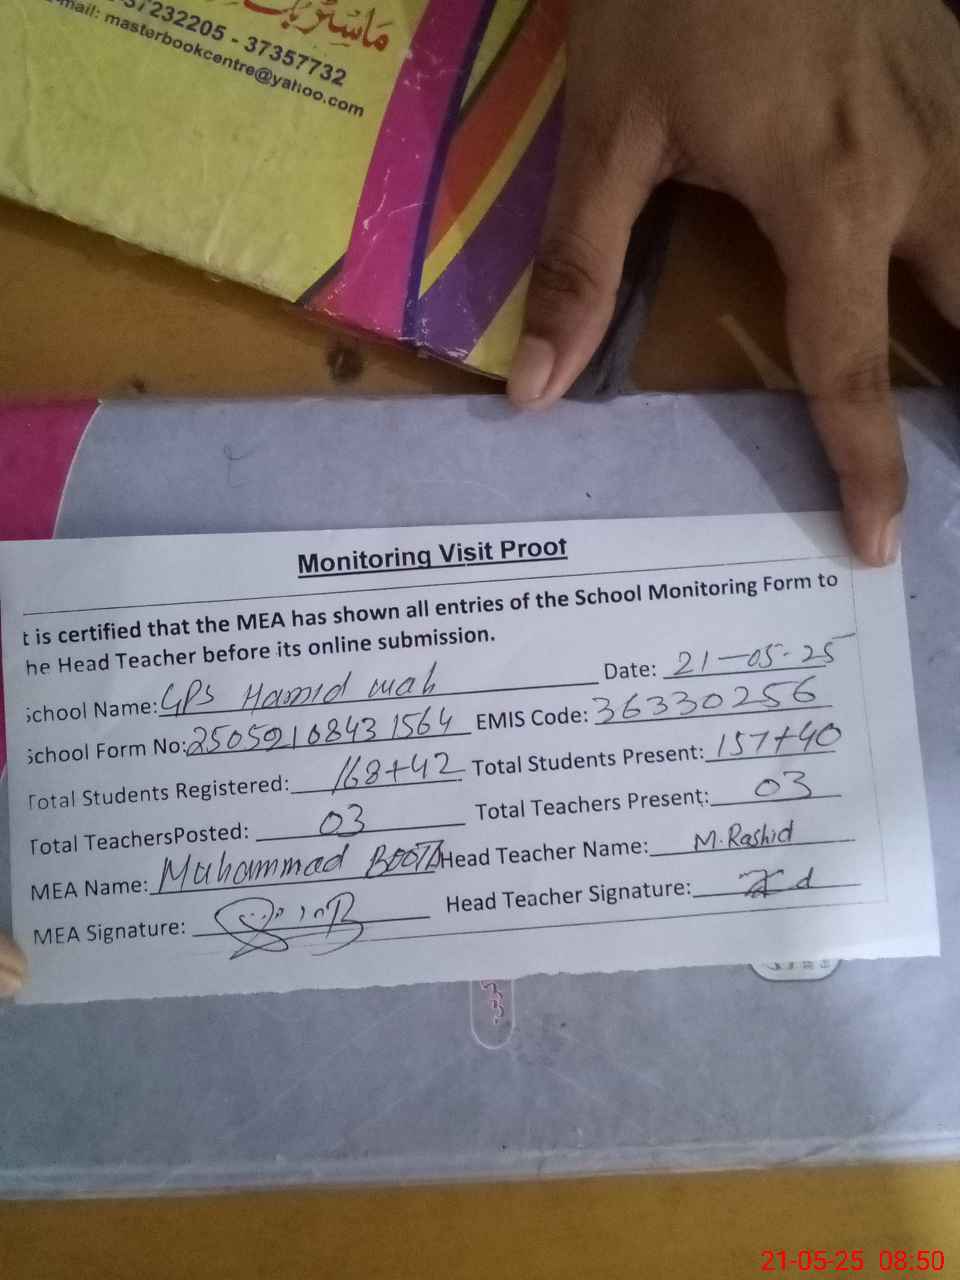 37232205 - 37357732
mail: masterbookcentre@yahoo.com
Monitoring Visit Proof
t is certified that the MEA has shown all entries of the School Monitoring Form to
he Head Teacher before its online submission.
School Name: GPS Hamid wah Date: 21-05-25
School Form No: 25059108431564 EMIS Code: 36330256
Total Students Registered: 168+42 Total Students Present: 157+40
Total TeachersPosted: 03 Total Teachers Present: 03
MEA Name: Muhammad BOOTA Head Teacher Name: M.Rashid
MEA Signature: Head Teacher Signature:
21-05-25 08:50